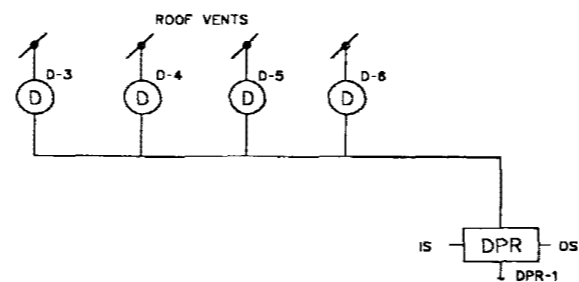 ROOF VENTS
D-3 D-4 D-5 D-6
D D D D
IS DPR OS
DPR-1